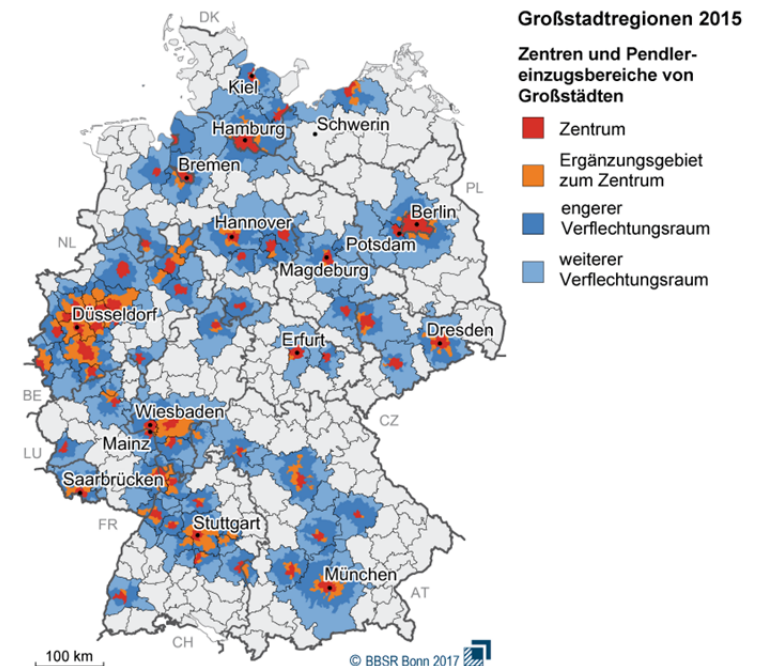 Großstadtregionen 2015
Zentren und Pendler-
einzugsbereiche von
Großstädten
Zentrum
Ergänzungsgebiet
zum Zentrum
engerer
Verflechtungsraum
weiterer
Verflechtungsraum
DK
Kiel
Hamburg
Schwerin
Bremen
PL
Berlin
Hannover
Potsdam
NL
Magdeburg
Düsseldorf
Dresden
Erfurt
BE
Wiesbaden
CZ
Mainz
LU
Saarbrücken
FR
Stuttgart
München
AT
CH
100 km
© BBSR Bonn 2017